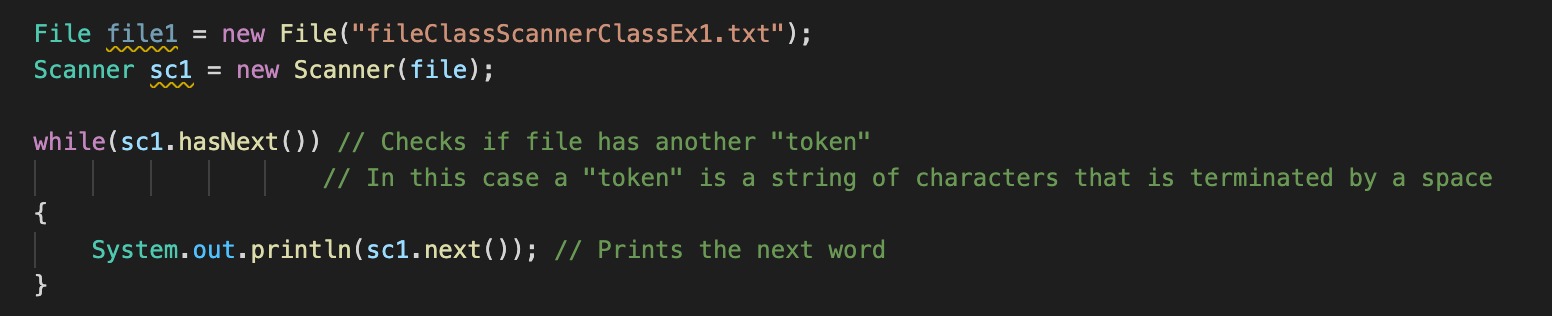 File file1 = new File("fileClassScannerClassEx1.txt");
Scanner sc1 = new Scanner(file);
while(sc1.hasNext()) // Checks if file has another "token"
// In this case a "token" is a string of characters that is terminated by a space
{
System.out.println(sc1.next()); // Prints the next word
}